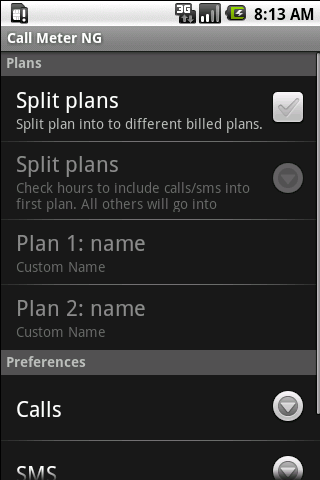 3G 8:13 AM
Call Meter NG
Plans
Split plans
Split plan into to different billed plans.
Split plans
Check hours to include calls/sms into
first plan. All others will go into
Plan 1: name
Custom Name
Plan 2: name
Custom Name
Preferences
Calls
SMS